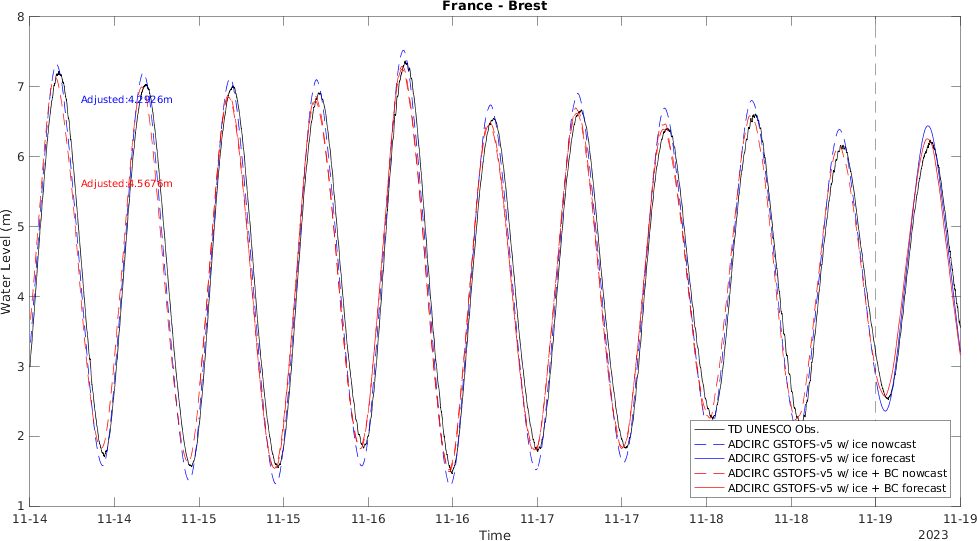 France - Brest
8
7
6
5
4
3
2
1
Water Level (m)
Adjusted:4.2926m
Adjusted:4.5676m
TD UNESCO Obs.
ADCIRC GSTOFS-v5 w/ ice nowcast
ADCIRC GSTOFS-v5 w/ ice forecast
ADCIRC GSTOFS-v5 w/ ice + BC nowcast
ADCIRC GSTOFS-v5 w/ ice + BC forecast
11-14 11-14 11-15 11-15 11-16 11-16 11-17 11-17 11-18 11-18 11-19 11-19
Time
2023